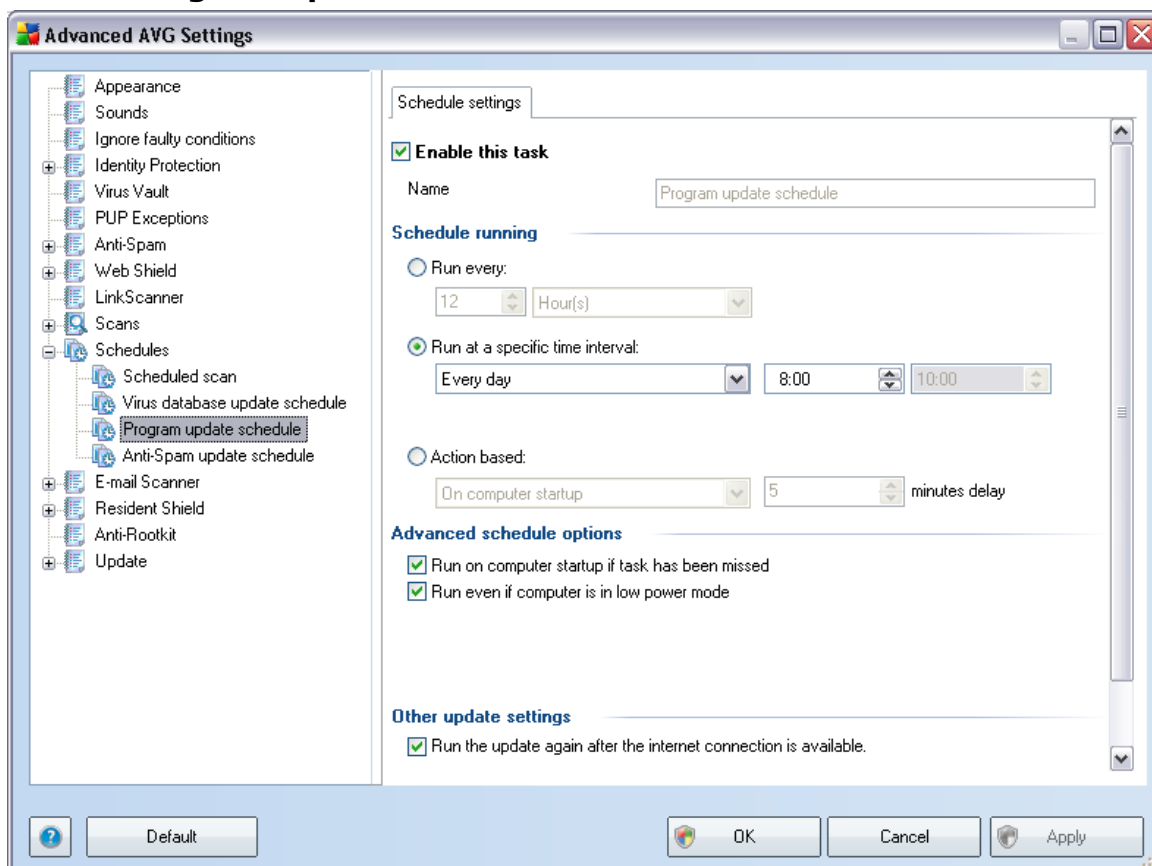 Advanced AVG Settings
Appearance
Sounds
Ignore faulty conditions
Identity Protection
Virus Vault
PUP Exceptions
Anti-Spam
Web Shield
LinkScanner
Scans
Schedules
Scheduled scan
Virus database update schedule
Program update schedule
Anti-Spam update schedule
E-mail Scanner
Resident Shield
Anti-Rootkit
Update
Schedule settings
Enable this task
Name Program update schedule
Schedule running
Run every:
12 Hour(s)
Run at a specific time interval:
Every day 8:00 10:00
Action based:
On computer startup 5 minutes delay
Advanced schedule options
Run on computer startup if task has been missed
Run even if computer is in low power mode
Other update settings
Run the update again after the internet connection is available.
Default OK Cancel Apply